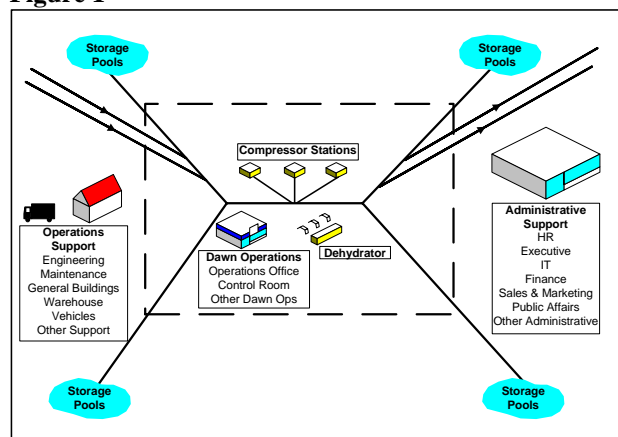 Figure 1
Storage
Pools
Storage
Pools
Compressor Stations
Operations
Support
Engineering
Maintenance
General Buildings
Warehouse
Vehicles
Other Support
Dawn Operations
Operations Office
Control Room
Other Dawn Ops
Dehydrator
Administrative
Support
HR
Executive
IT
Finance
Sales & Marketing
Public Affairs
Other Administrative
Storage
Pools
Storage
Pools